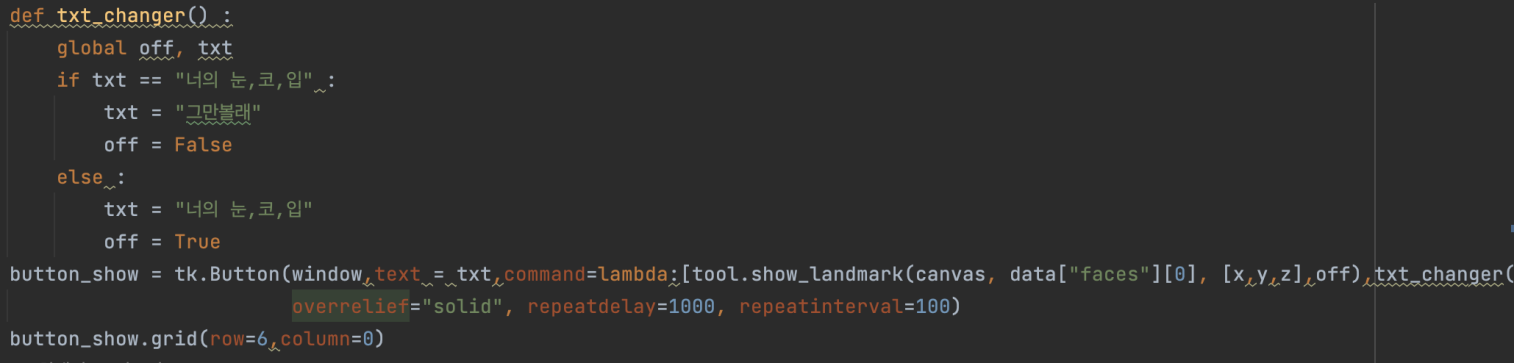 def txt_changer() :
    global off, txt
    if txt == "너의 눈,코,입" :
        txt = "그만볼래"
        off = False
    else :
        txt = "너의 눈,코,입"
        off = True
button_show = tk.Button(window,text = txt,command=lambda:[tool.show_landmark(canvas, data["faces"][0], [x,y,z],off),txt_changer(
                        overrelief="solid", repeatdelay=1000, repeatinterval=100)
button_show.grid(row=6,column=0)